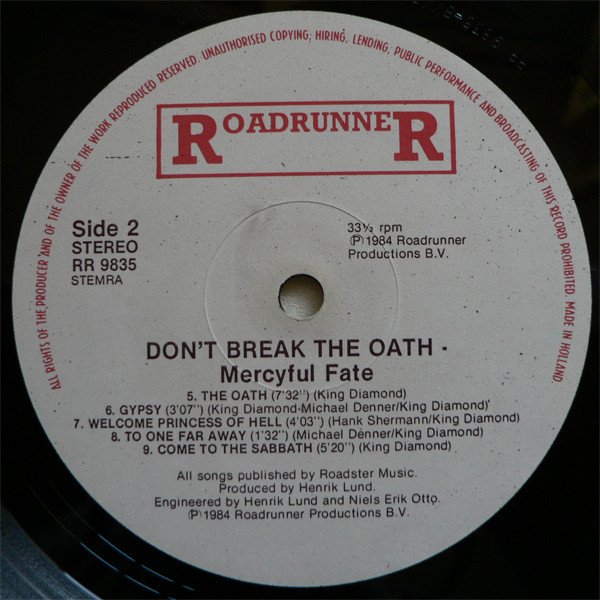 ALL RIGHTS OF THE PRODUCER AND OF THE OWNER OF THE WORK REPRODUCED RESERVED. UNAUTHORISED COPYING, HIRING, LENDING, PUBLIC PERFORMANCE AND BROADCASTING OF THIS RECORD PROHIBITED. MADE IN HOLLAND
ROADRUNNER
Side 2
STEREO
RR 9835
STEMRA
33⅓ rpm
Ⓟ 1984 Roadrunner
Productions B.V.
DON'T BREAK THE OATH -
Mercyful Fate
5. THE OATH (7'32'') (King Diamond)
6. GYPSY (3'07'') (King Diamond-Michael Denner/King Diamond)
7. WELCOME PRINCESS OF HELL (4'03'') (Hank Shermann/King Diamond)
8. TO ONE FAR AWAY (1'32'') (Michael Denner/King Diamond)
9. COME TO THE SABBATH (5'20'') (King Diamond)
All songs published by Roadster Music.
Produced by Henrik Lund.
Engineered by Henrik Lund and Niels Erik Otto.
Ⓟ 1984 Roadrunner Productions B.V.